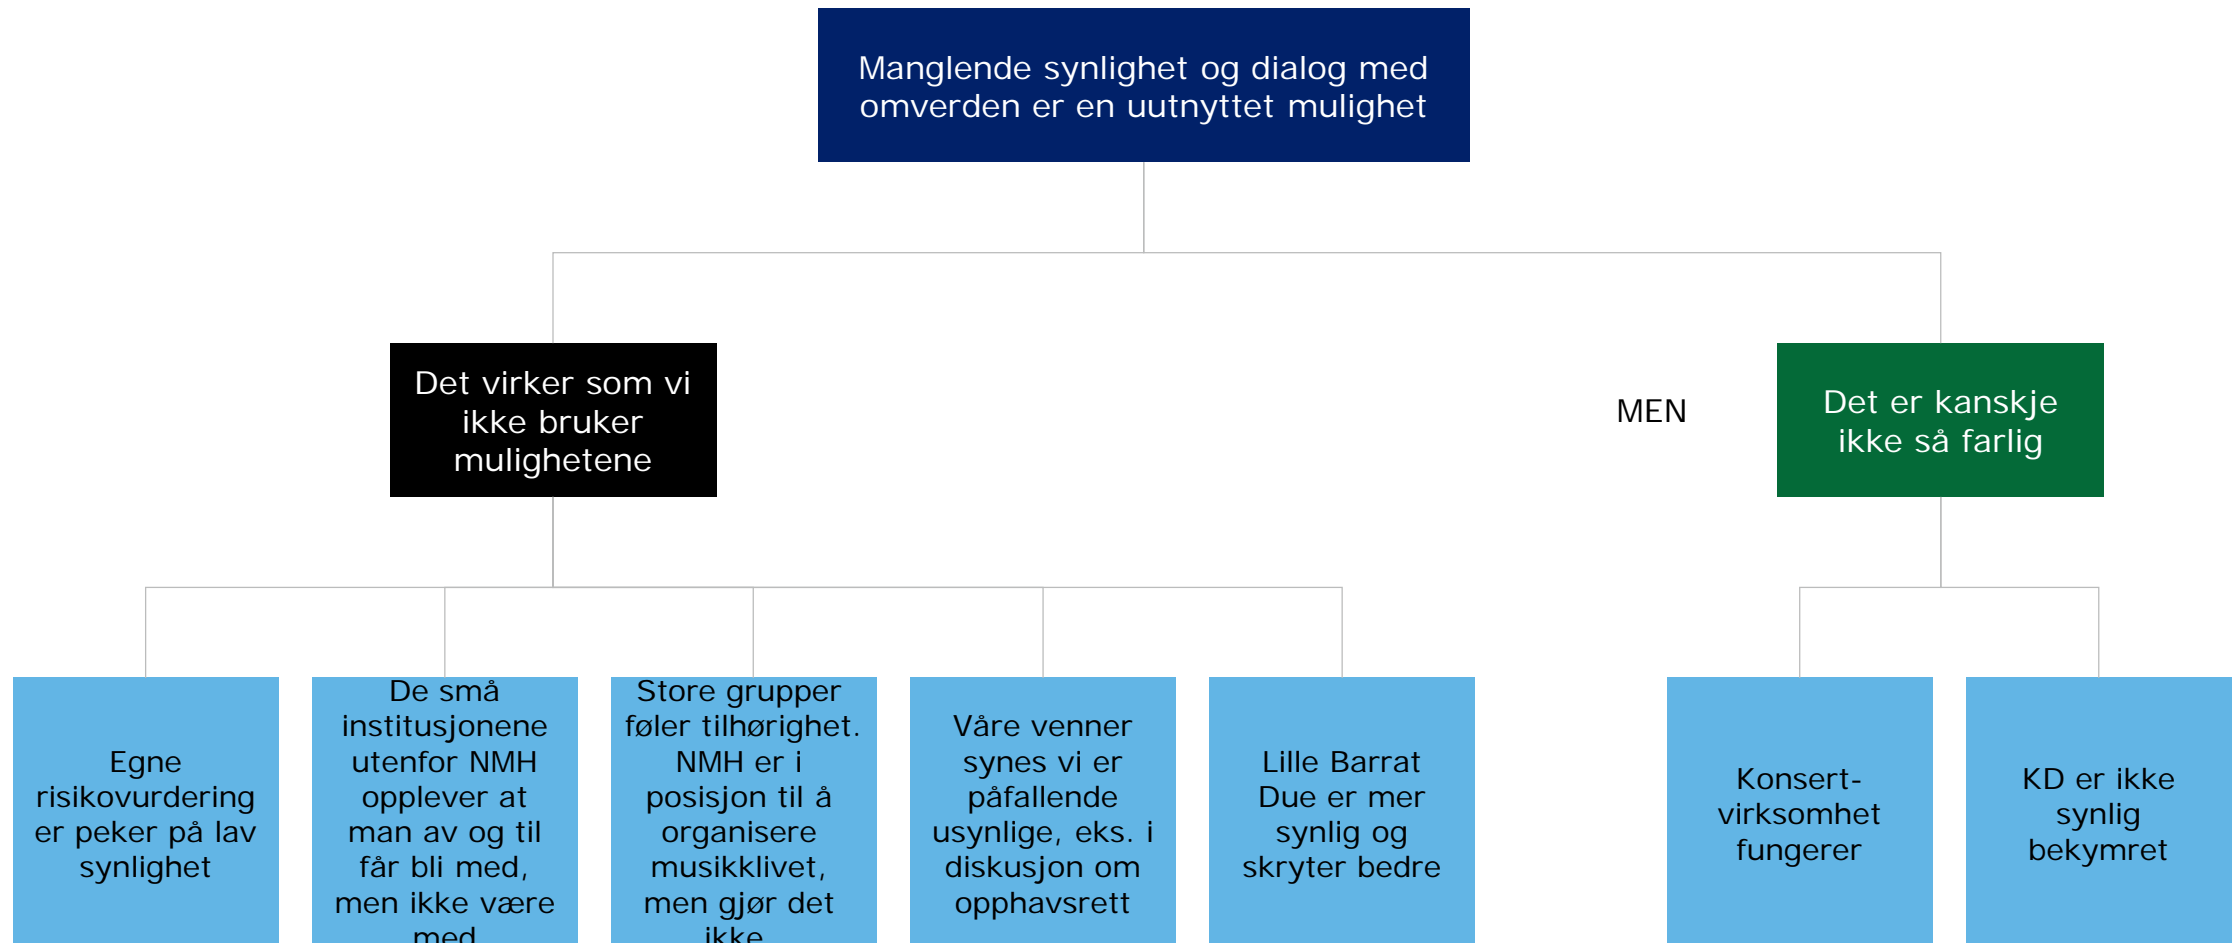 Manglende synlighet og dialog med
omverden er en uutnyttet mulighet
Det virker som vi
ikke bruker
mulighetene
MEN
Det er kanskje
ikke så farlig
Egne
risikovurdering
er peker på lav
synlighet
De små
institusjonene
utenfor NMH
opplever at
man av og til
får bli med,
men ikke være
med
Store grupper
føler tilhørighet.
NMH er i
posisjon til å
organisere
musikklivet,
men gjør det
ikke
Våre venner
synes vi er
påfallende
usynlige, eks. i
diskusjon om
opphavsrett
Lille Barrat
Due er mer
synlig og
skryter bedre
Konsert-
virksomhet
fungerer
KD er ikke
synlig
bekymret